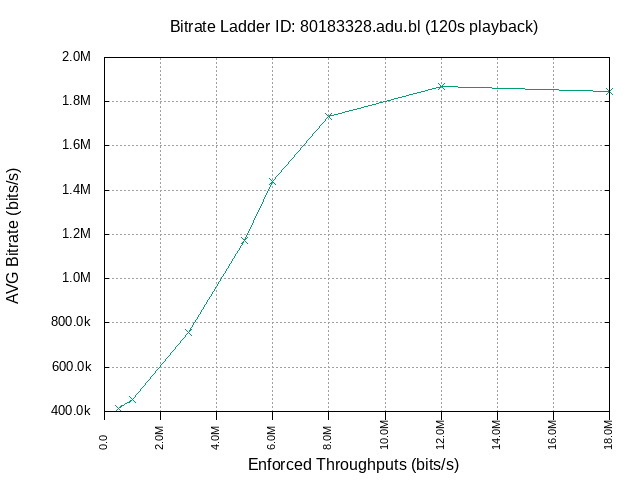 Bitrate Ladder ID: 80183328.adu.bl (120s playback)
2.0M
1.8M
1.6M
1.4M
1.2M
1.0M
800.0k
600.0k
400.0k
AVG Bitrate (bits/s)
0.0
2.0M
4.0M
6.0M
8.0M
10.0M
12.0M
14.0M
16.0M
18.0M
Enforced Throughputs (bits/s)